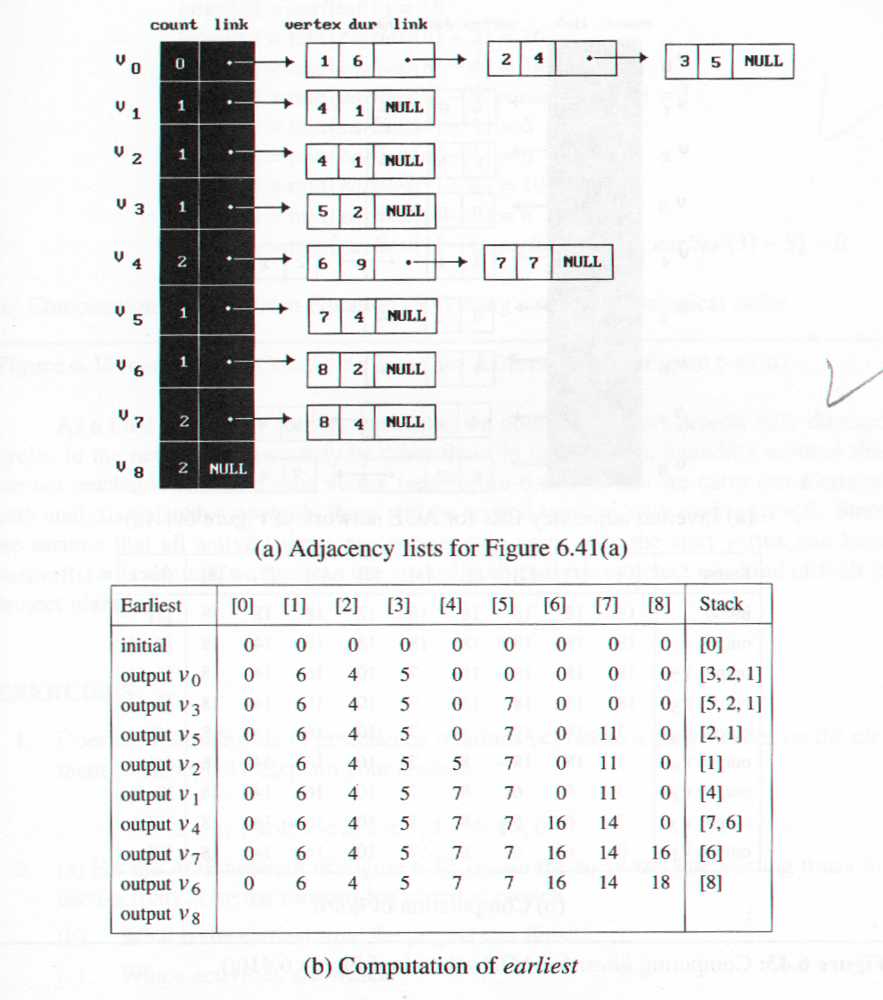 count link vertex dur link
V0 0 1 6 2 4 3 5 NULL
V1 1 4 1 NULL
V2 1 4 1 NULL
V3 1 5 2 NULL
V4 2 6 9 7 7 NULL
V5 1 7 4 NULL
V6 1 8 2 NULL
V7 2 8 4 NULL
V8 2 NULL
(a) Adjacency lists for Figure 6.41(a)
Earliest [0] [1] [2] [3] [4] [5] [6] [7] [8] Stack
initial 0 0 0 0 0 0 0 0 0 [0]
output v0 0 6 4 5 0 0 0 0 0 [3, 2, 1]
output v3 0 6 4 5 0 7 0 0 0 [5, 2, 1]
output v5 0 6 4 5 0 7 0 11 0 [2, 1]
output v2 0 6 4 5 5 7 0 11 0 [1]
output v1 0 6 4 5 7 7 0 11 0 [4]
output v4 0 6 4 5 7 7 16 14 0 [7, 6]
output v7 0 6 4 5 7 7 16 14 16 [6]
output v6 0 6 4 5 7 7 16 14 18 [8]
output v8
(b) Computation of earliest